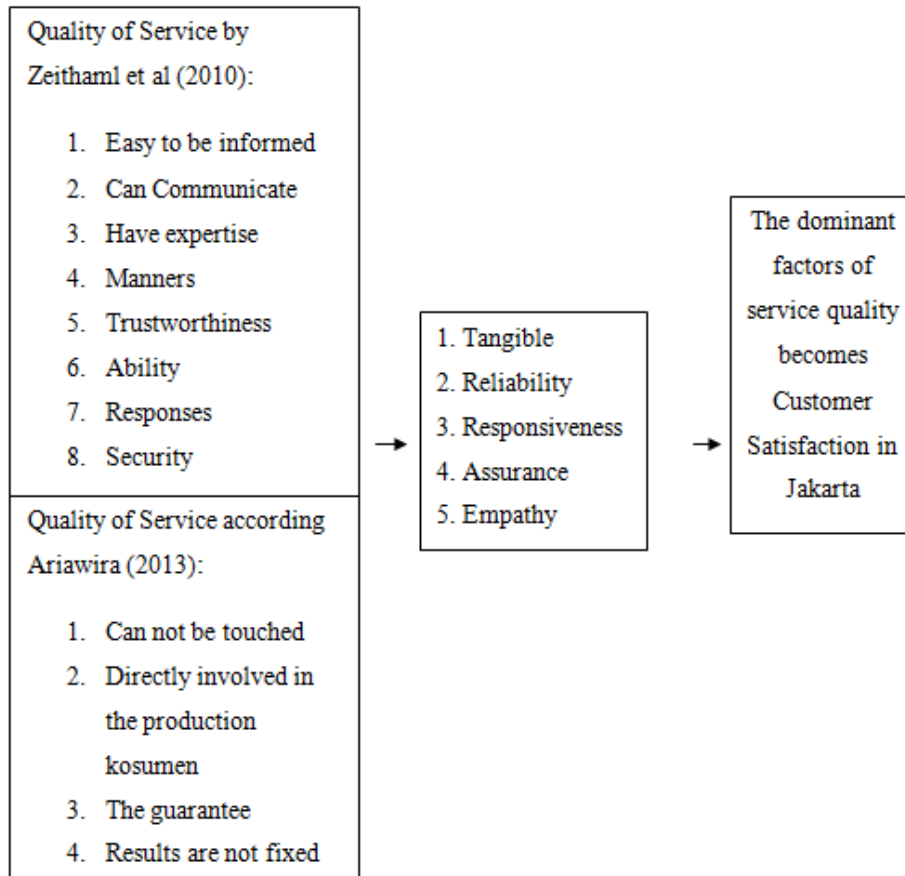 Quality of Service by
Zeithaml et al (2010):
1. Easy to be informed
2. Can Communicate
3. Have expertise
4. Manners
5. Trustworthiness
6. Ability
7. Responses
8. Security
Quality of Service according
Ariawira (2013):
1. Can not be touched
2. Directly involved in
the production
kosumen
3. The guarantee
4. Results are not fixed
1. Tangible
2. Reliability
3. Responsiveness
4. Assurance
5. Empathy
The dominant
factors of
service quality
becomes
Customer
Satisfaction in
Jakarta